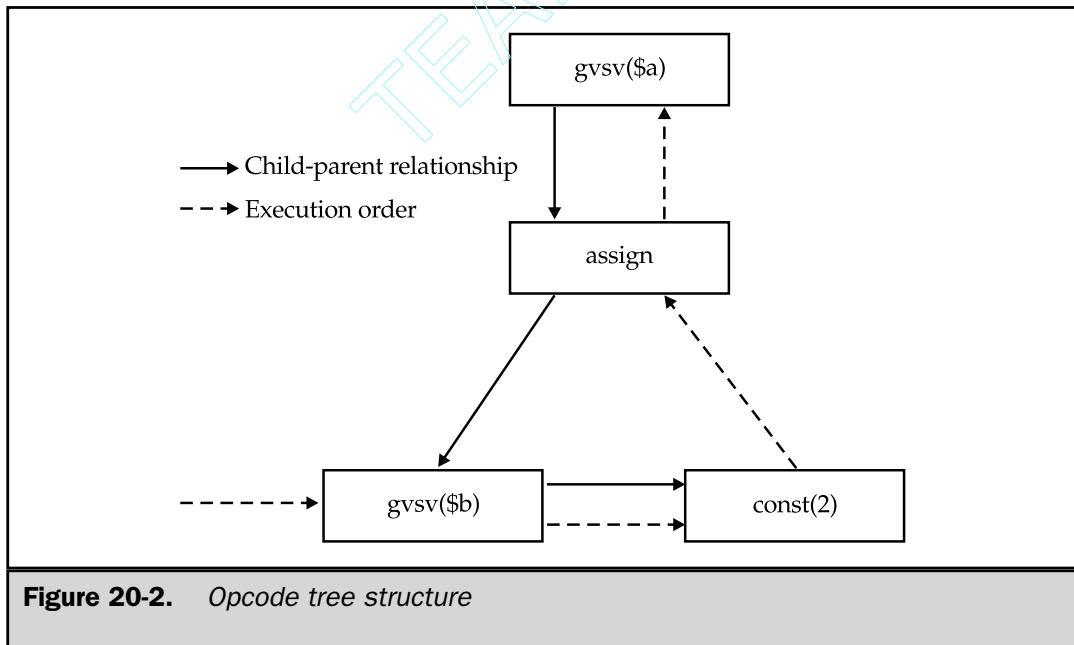 gvsv($a)
Child-parent relationship
Execution order
assign
gvsv($b)
const(2)
Figure 20-2. Opcode tree structure